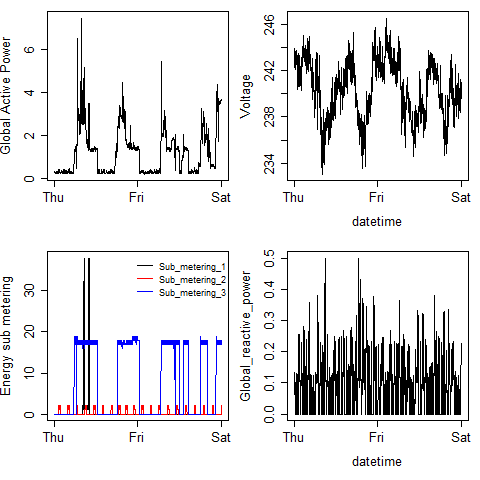 Global Active Power
6
4
2
0
Thu Fri Sat
Voltage
246
242
238
234
Thu Fri Sat
datetime
Energy sub metering
30
20
10
0
Sub_metering_1
Sub_metering_2
Sub_metering_3
Thu Fri Sat
Global_reactive_power
0.5
0.4
0.3
0.2
0.1
0.0
Thu Fri Sat
datetime